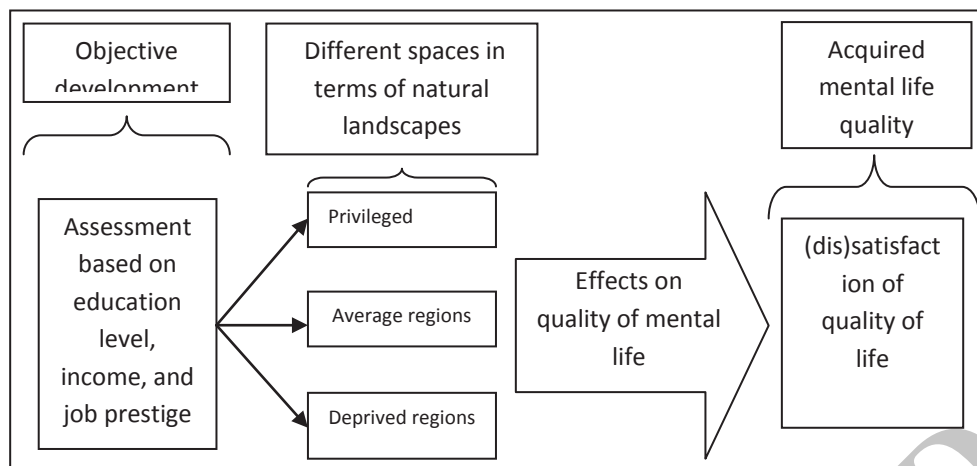 Objective
development
Different spaces in
terms of natural
landscapes
Acquired
mental life
quality
Assessment
based on
education
level,
income, and
job prestige
Privileged
Average regions
Deprived regions
Effects on
quality of mental
life
(dis)satisfact
ion of
quality of
life